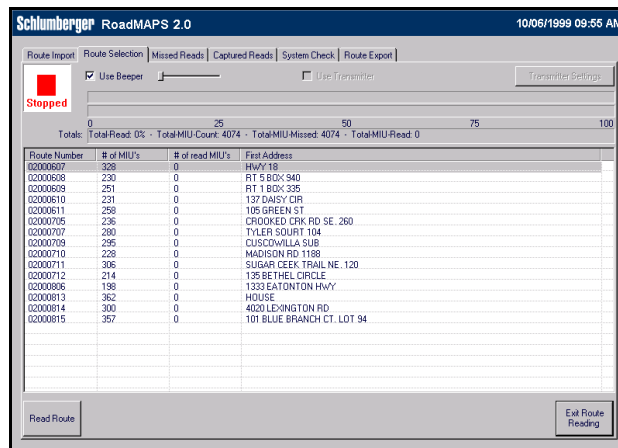 Schlumberger RoadMAPS 2.0 10/06/1999 09:55 AM
Route Import Route Selection Missed Reads Captured Reads System Check Route Export
Stopped Use Beeper Use Transmitter Transmitter Settings
0 25 50 75 100
Totals: Total-Read: 0% - Total-MIU-Count: 4074 - Total-MIU-Missed: 4074 - Total-MIU-Read: 0
Route Number # of MIU's # of read MIU's First Address
02000607 328 0 HWY 18
02000608 230 0 RT 5 BOX 940
02000609 251 0 RT 1 BOX 335
02000610 231 0 137 DAISY CIR
02000611 258 0 105 GREEN ST
02000705 236 0 CROOKED CRK RD SE. 260
02000707 280 0 TYLER SOURT 104
02000709 295 0 CUSCOWILLA SUB
02000710 228 0 MADISON RD 1188
02000711 306 0 SUGAR CEEK TRAIL NE. 120
02000712 214 0 135 BETHEL CIRCLE
02000806 198 0 1333 EATONTON HWY
02000813 362 0 HOUSE
02000814 300 0 4020 LEXINGTON RD
02000815 357 0 101 BLUE BRANCH CT. LOT 94
Read Route Exit Route
Reading